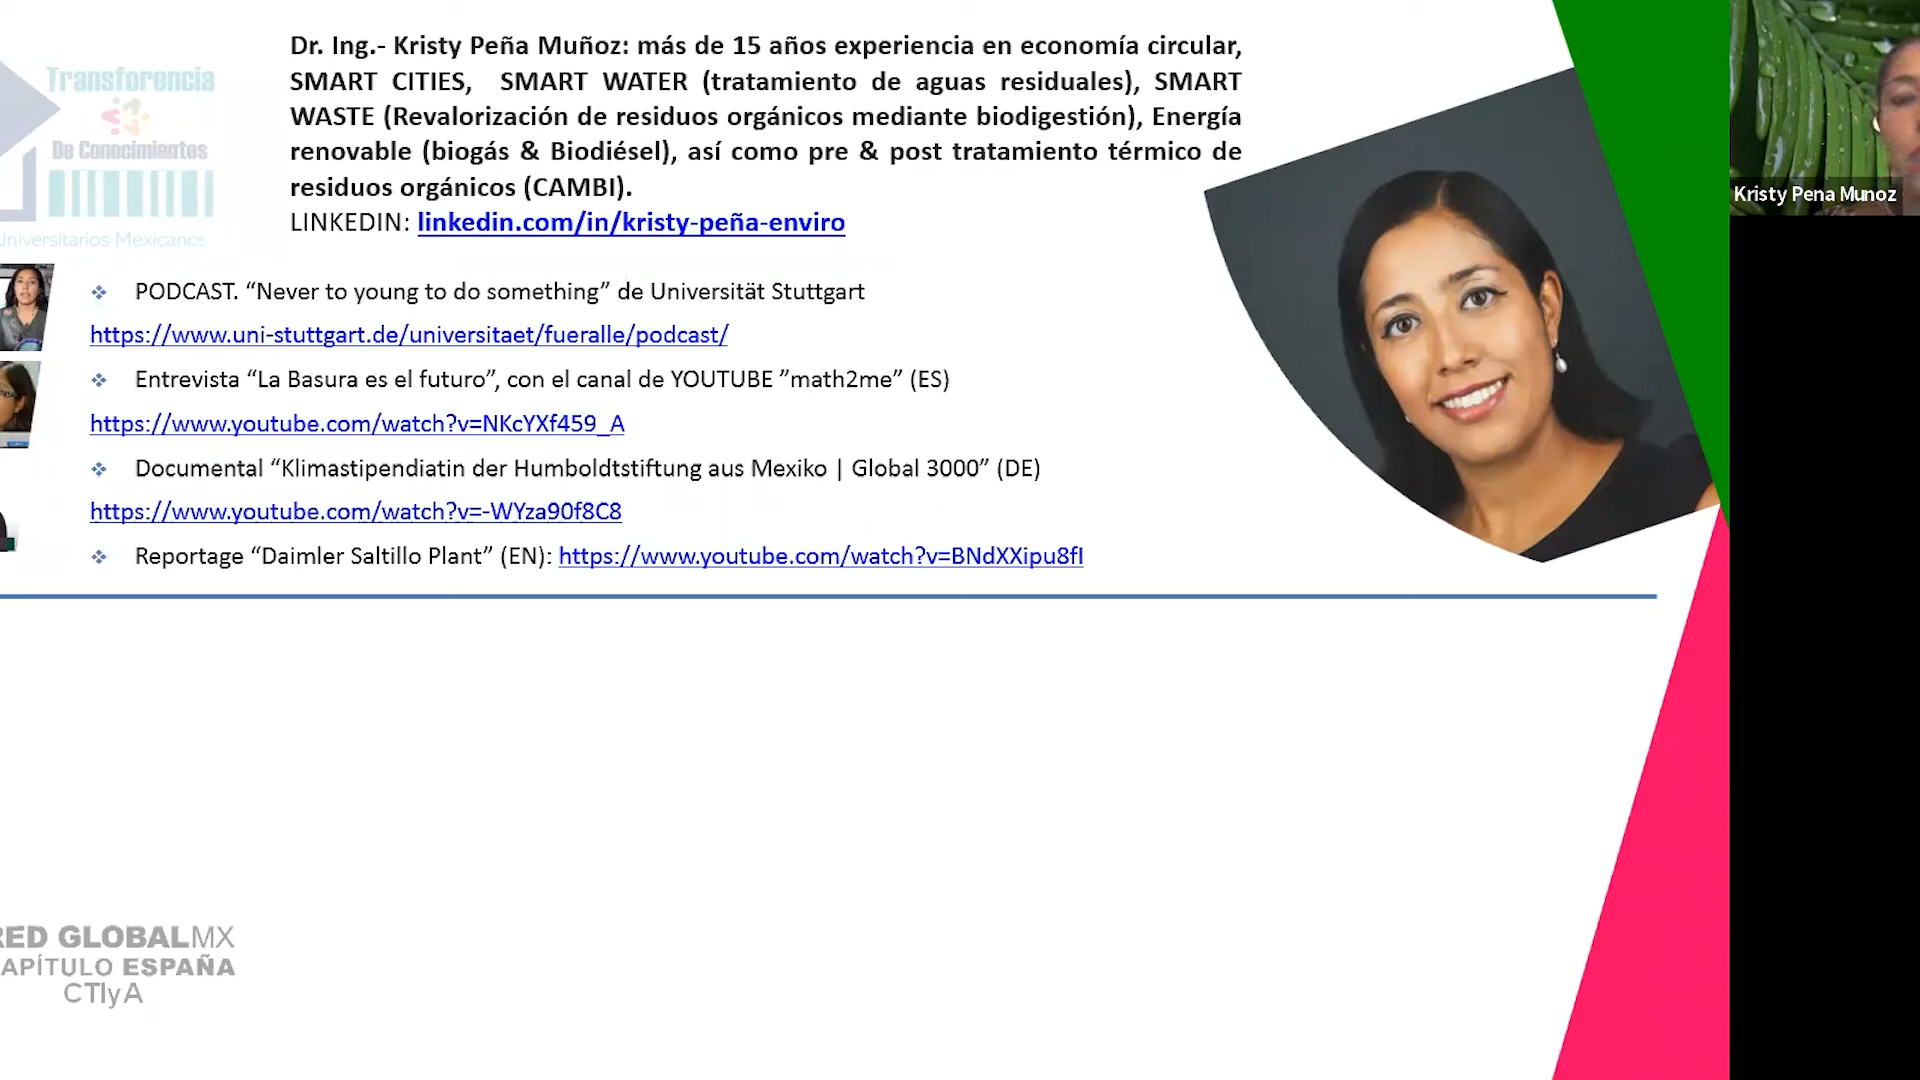 Dr. Ing.- Kristy Peña Muñoz: más de 15 años experiencia en economía circular,
SMART CITIES, SMART WATER (tratamiento de aguas residuales), SMART
WASTE (Revalorización de residuos orgánicos mediante biodigestión), Energía
renovable (biogás & Biodiésel), así como pre & post tratamiento térmico de
residuos orgánicos (CAMBI).
LINKEDIN: linkedin.com/in/kristy-peña-enviro
Transferencia
De Conocimientos
Universitarios Mexicanos
Kristy Pena Munoz
❖ PODCAST. “Never to young to do something” de Universität Stuttgart
https://www.uni-stuttgart.de/universitaet/fueralle/podcast/
❖ Entrevista “La Basura es el futuro”, con el canal de YOUTUBE ”math2me” (ES)
https://www.youtube.com/watch?v=NKcYXf459_A
❖ Documental “Klimastipendiatin der Humboldtstiftung aus Mexiko | Global 3000” (DE)
https://www.youtube.com/watch?v=-WYza90f8C8
❖ Reportage “Daimler Saltillo Plant” (EN): https://www.youtube.com/watch?v=BNdXXipu8fI
RED GLOBALMX
APÍTULO ESPAÑA
CTIyA